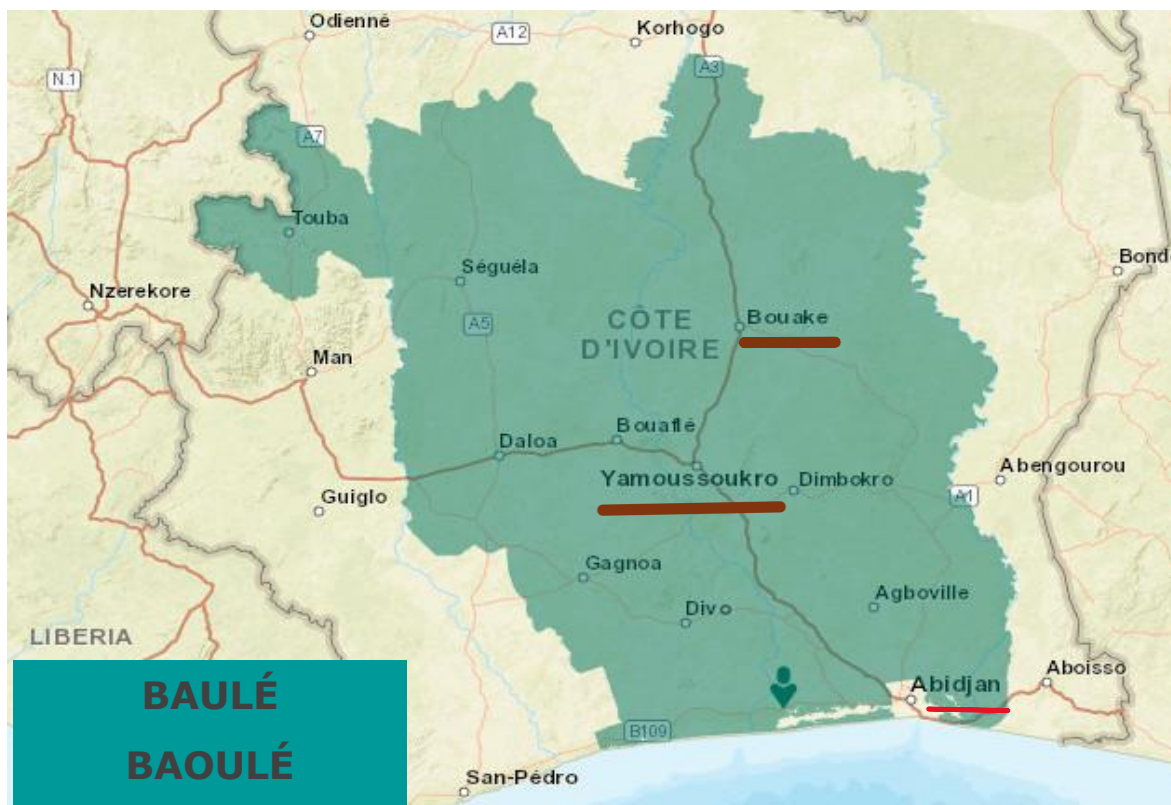 Odienné
Korhogo
A12
A3
N.1
A7
Touba
Séguéla
Bond
Nzerekore
A5
CÔTE
D'IVOIRE
Bouake
Man
Bouaflé
Daloa
Yamoussoukro
Dimbokro
Abengourou
A1
Guiglo
Gagnoa
Divo
Agboville
LIBERIA
Abidjan
Aboisso
B109
San-Pédro
BAULÉ
BAOULÉ